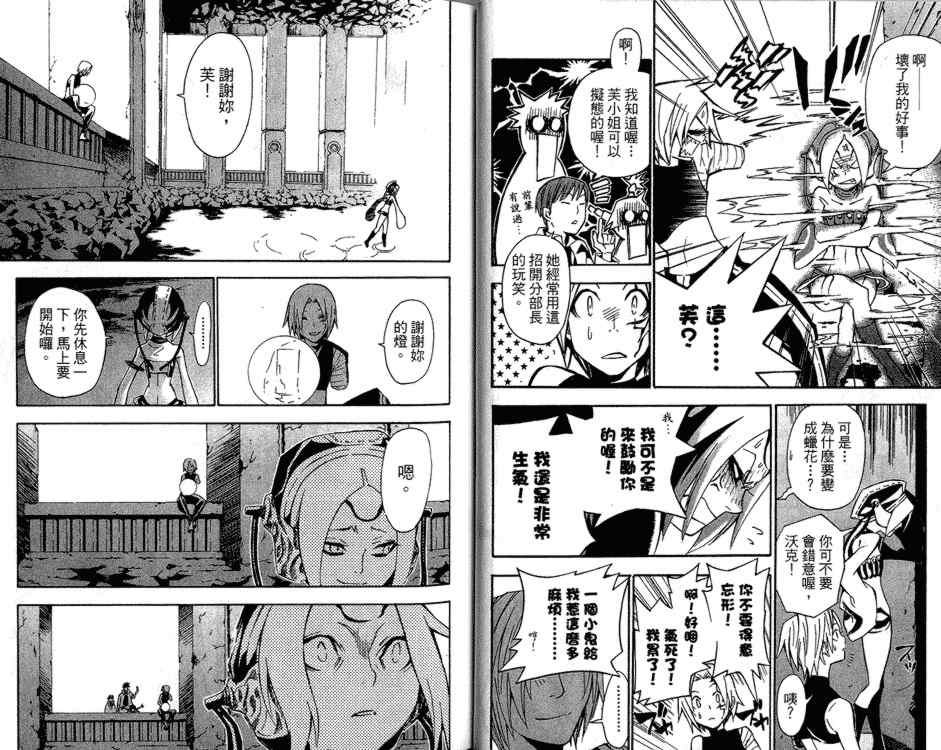 啊
壞了我的好事！
這……
芙？
啊！
我知道喔…
芙小姐可以
擬態的喔！
前輩
有說過…
她經常用這
招開分部長
的玩笑。
可是…
為什麼要變
成蠟花…？
你可不要
會錯意喔，
沃克！
咦？
我…
我可不是
來鼓勵你
的喔！
我還是非常
生氣！
你不要得意
忘形！
啊！好啊！
氣死了！
我累了！
一個小鬼給
我惹這麼多
麻煩………
……
謝謝妳，
芙！
謝謝妳
的燈。
………
你先休息一
下，馬上要
開始囉。
嗯。